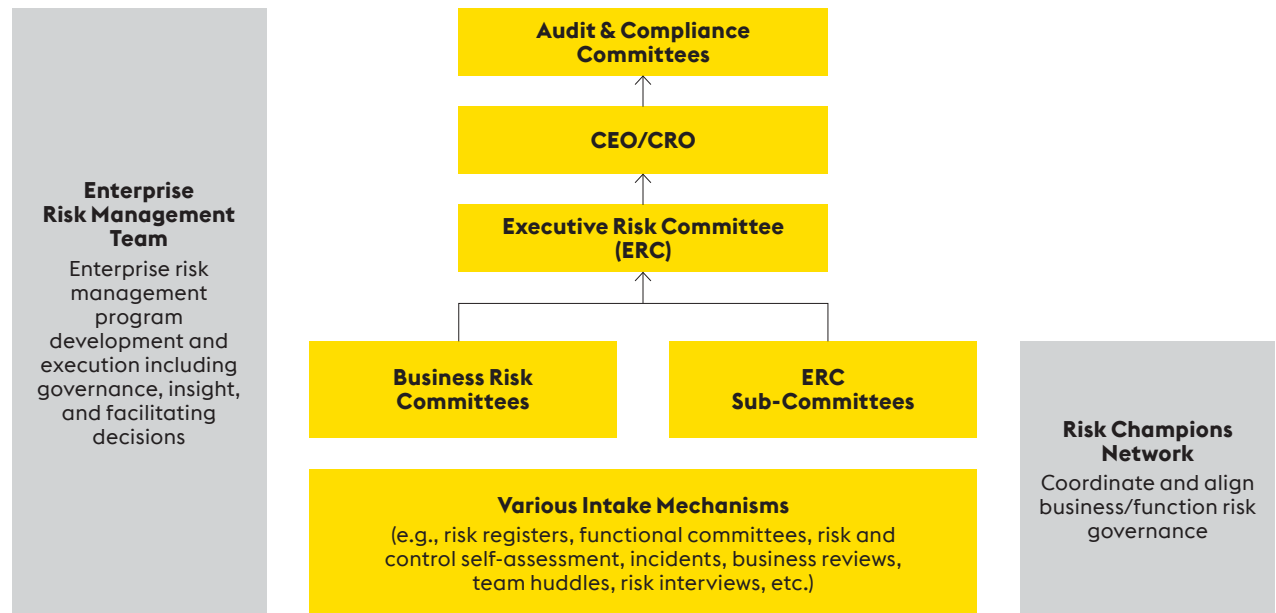 Audit & Compliance
Committees
CEO/CRO
Executive Risk Committee
(ERC)
Business Risk
Committees
ERC
Sub-Committees
Various Intake Mechanisms
(e.g., risk registers, functional committees, risk and
control self-assessment, incidents, business reviews,
team huddles, risk interviews, etc.)
Enterprise
Risk Management
Team
Enterprise risk
management
program
development and
execution including
governance, insight,
and facilitating
decisions
Risk Champions
Network
Coordinate and align
business/function risk
governance